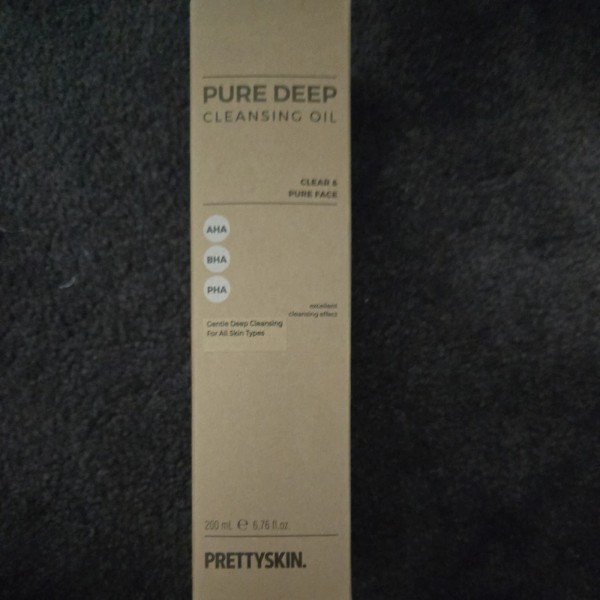 PURE DEEP
CLEANSING OIL
CLEAR &
PURE FACE
AHA
BHA
PHA
excellent
cleansing effect
Gentle Deep Cleansing
For All Skin Types
200 ml. ℮ 6.76 fl.oz.
PRETTYSKIN.